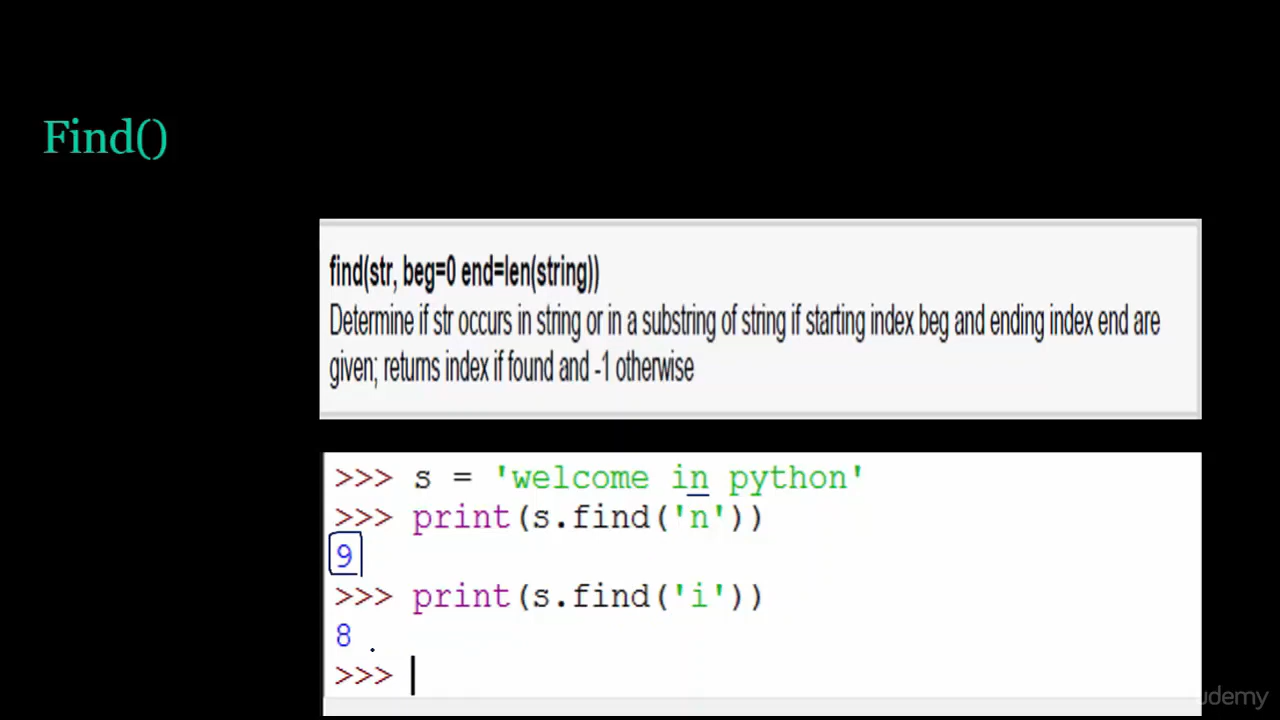 Find()
find(str, beg=0 end=len(string))
Determine if str occurs in string or in a substring of string if starting index beg and ending index end are
given; returns index if found and -1 otherwise
>>> s = 'welcome in python'
>>> print(s.find('n'))
9
>>> print(s.find('i'))
8
>>>
udemy